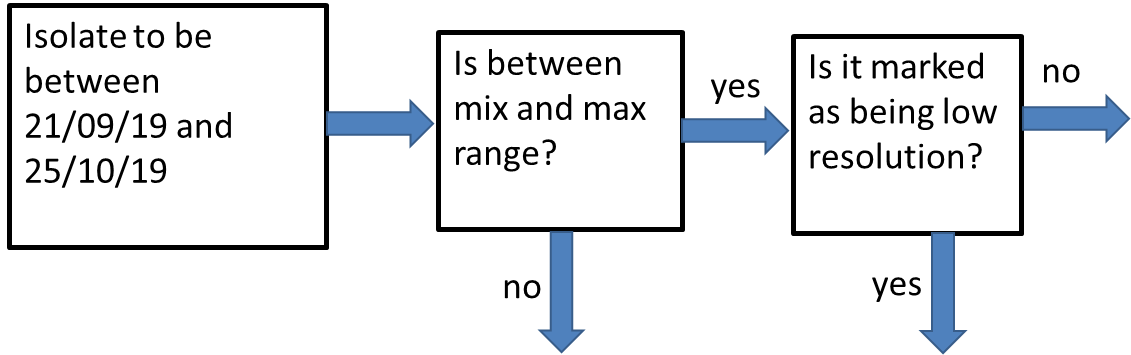 Isolate to be
between
21/09/19 and
25/10/19
Is between
mix and max
range?
yes
no
Is it marked
as being low
resolution?
no
yes